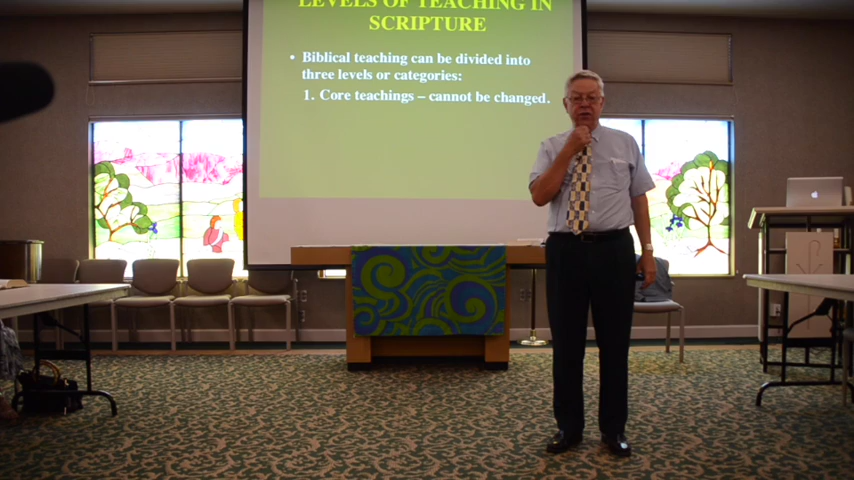 LEVELS OF TEACHING IN
SCRIPTURE
• Biblical teaching can be divided into
three levels or categories:
1. Core teachings – cannot be changed.